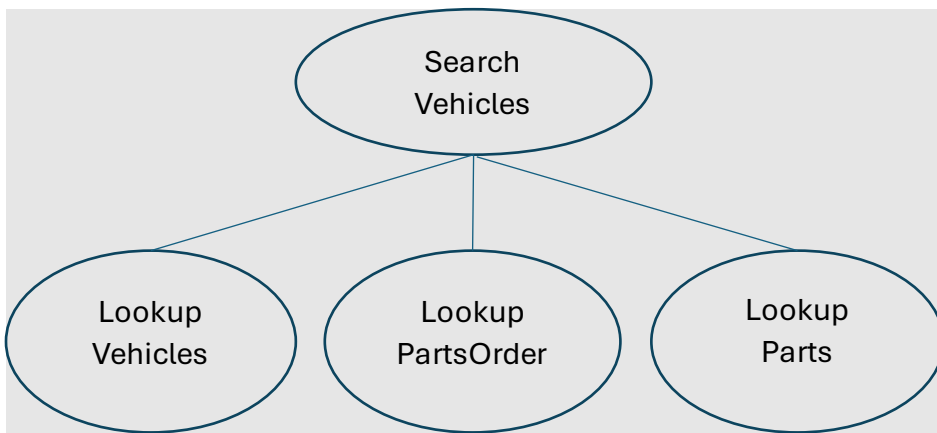 Search
Vehicles
Lookup
Vehicles
Lookup
PartsOrder
Lookup
Parts